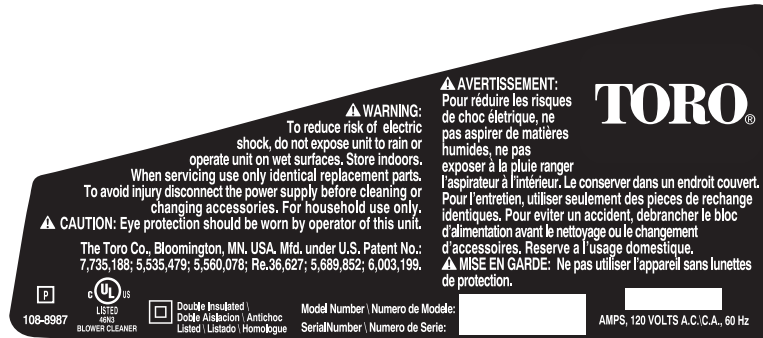 ⚠ WARNING:
To reduce risk of electric
shock, do not expose unit to rain or
operate unit on wet surfaces. Store indoors.
When servicing use only identical replacement parts.
To avoid injury disconnect the power supply before cleaning or
changing accessories. For household use only.
⚠ CAUTION: Eye protection should be worn by operator of this unit.
The Toro Co., Bloomington, MN. USA. Mfd. under U.S. Patent No.:
7,735,188; 5,535,479; 5,560,078; Re.36,627; 5,689,852; 6,003,199.
⚠ AVERTISSEMENT:
Pour réduire les risques
de choc életrique, ne
pas aspirer de matières
humides, ne pas
exposer à la pluie ranger
l'aspirateur à l'intérieur. Le conserver dans un endroit couvert.
Pour l'entretien, utiliser seulement des pieces de rechange
identiques. Pour eviter un accident, debrancher le bloc
d'alimentation avant le nettoyage ou le changement
d'accessoires. Reserve a l'usage domestique.
⚠ MISE EN GARDE: Ne pas utiliser l'appareil sans lunettes
de protection.
TORO®
P
108-8987
C UL US
LISTED
46N3
BLOWER CLEANER
Double Insulated \
Doble Aislacion \ Antichoc
Listed \ Listado \ Homologue
Model Number \ Numero de Modele:
SerialNumber \ Numero de Serie:
AMPS, 120 VOLTS A.C.\C.A., 60 Hz